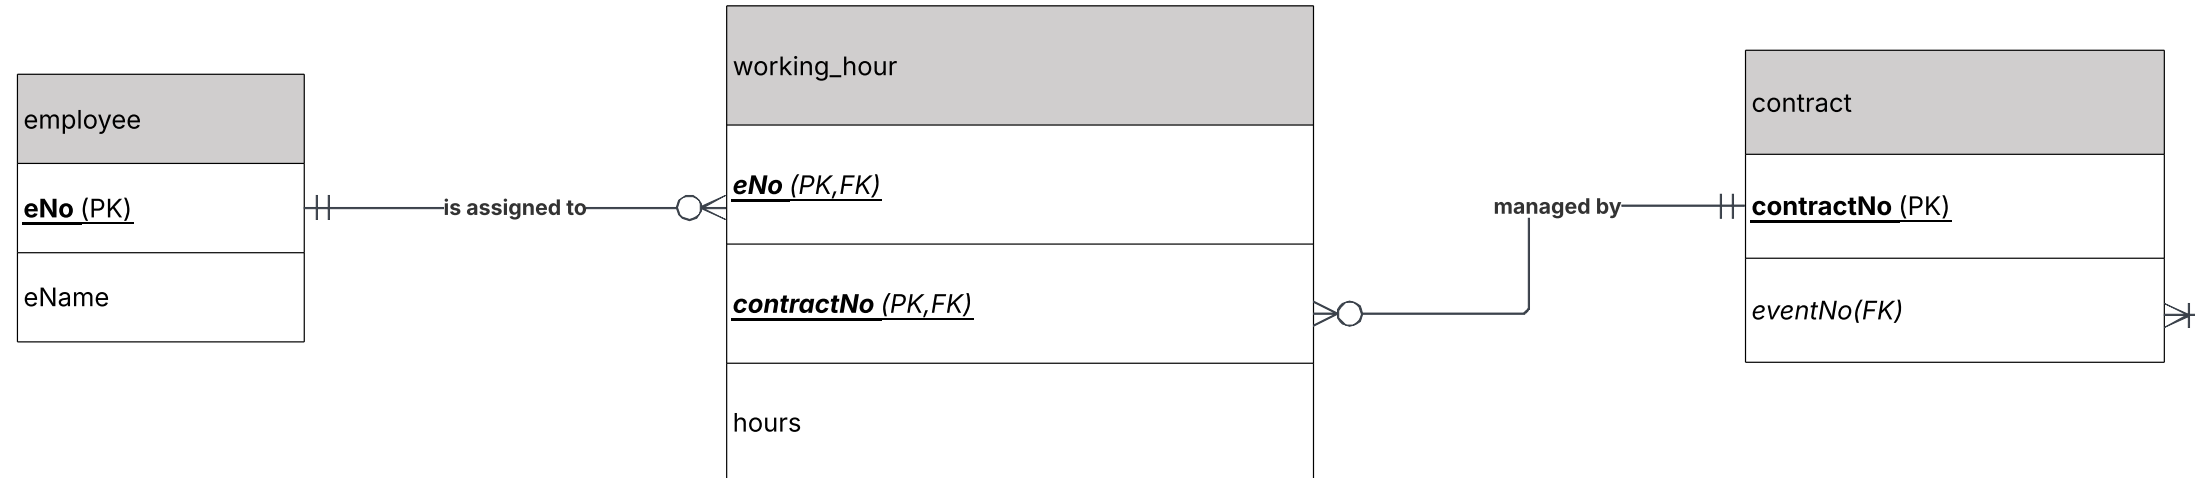 employee
eNo (PK)
eName
is assigned to
working_hour
eNo (PK,FK)
contractNo (PK,FK)
hours
managed by
contract
contractNo (PK)
eventNo(FK)